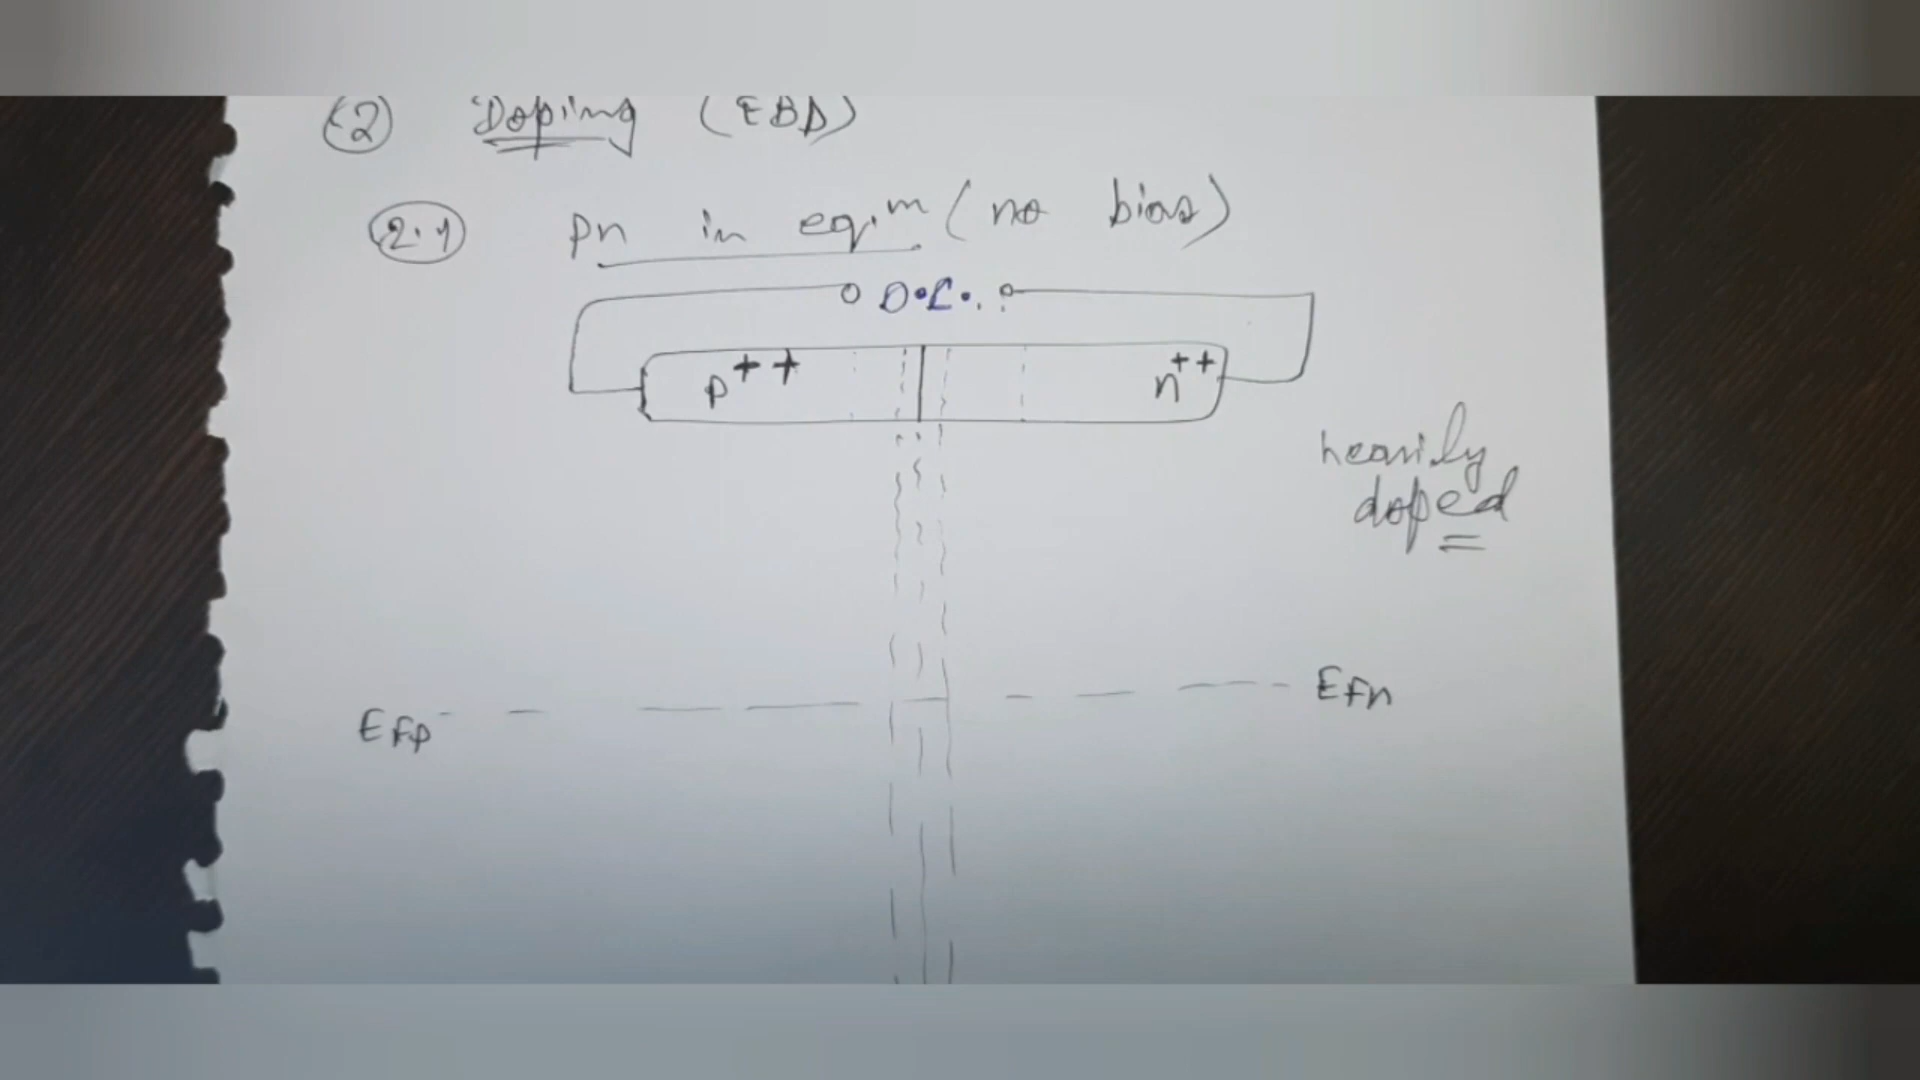 ② Doping (EBD)
2.1 pn in eqᵐ (no bias)
O.C.
p⁺⁺ n⁺⁺
heavily
doped
EFp EFn